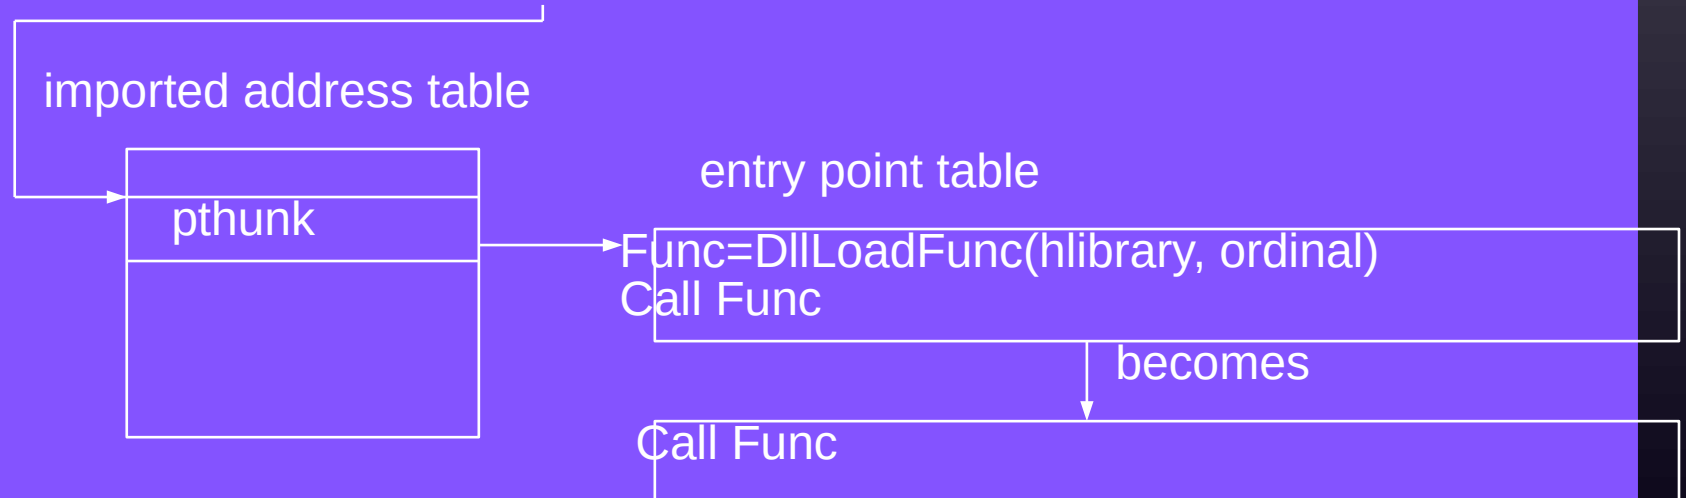 imported address table
entry point table
pthunk
Func=DllLoadFunc(hlibrary, ordinal)
Call Func
becomes
Call Func